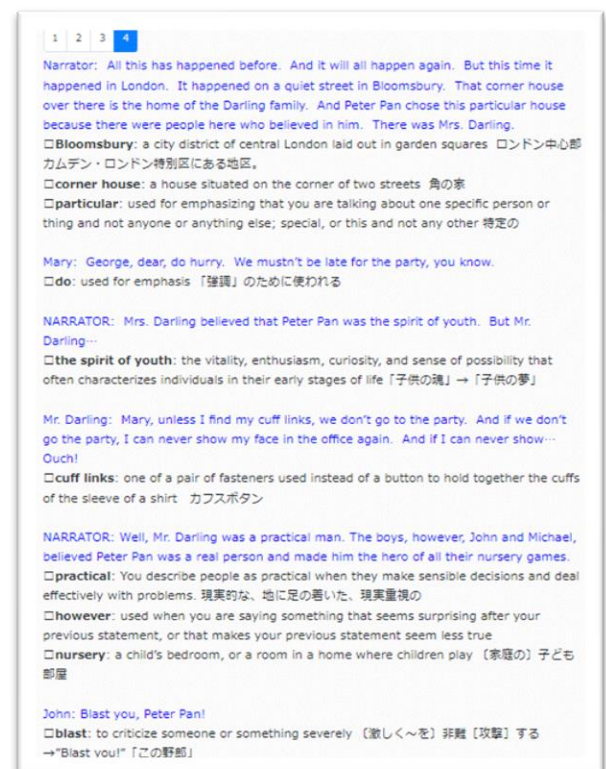 1 2 3 4
Narrator: All this has happened before. And it will all happen again. But this time it
happened in London. It happened on a quiet street in Bloomsbury. That corner house
over there is the home of the Darling family. And Peter Pan chose this particular house
because there were people here who believed in him. There was Mrs. Darling.
□Bloomsbury: a city district of central London laid out in garden squares ロンドン中心部
カムデン・ロンドン特別区にある地区。
□corner house: a house situated on the corner of two streets 角の家
□particular: used for emphasizing that you are talking about one specific person or
thing and not anyone or anything else; special, or this and not any other 特定の
Mary: George, dear, do hurry. We mustn't be late for the party, you know.
□do: used for emphasis 「強調」のために使われる
NARRATOR: Mrs. Darling believed that Peter Pan was the spirit of youth. But Mr.
Darling…
□the spirit of youth: the vitality, enthusiasm, curiosity, and sense of possibility that
often characterizes individuals in their early stages of life「子供の魂」→「子供の夢」
Mr. Darling: Mary, unless I find my cuff links, we don't go to the party. And if we don't
go the party, I can never show my face in the office again. And if I can never show…
Ouch!
□cuff links: one of a pair of fasteners used instead of a button to hold together the cuffs
of the sleeve of a shirt カフスボタン
NARRATOR: Well, Mr. Darling was a practical man. The boys, however, John and Michael,
believed Peter Pan was a real person and made him the hero of all their nursery games.
□practical: You describe people as practical when they make sensible decisions and deal
effectively with problems. 現実的な、地に足の着いた、現実重視の
□however: used when you are saying something that seems surprising after your
previous statement, or that makes your previous statement seem less true
□nursery: a child's bedroom, or a room in a home where children play 〔家庭の〕子ども
部屋
John: Blast you, Peter Pan!
□blast: to criticize someone or something severely 〔激しく～を〕非難［攻撃］する
→"Blast you!"「この野郎」